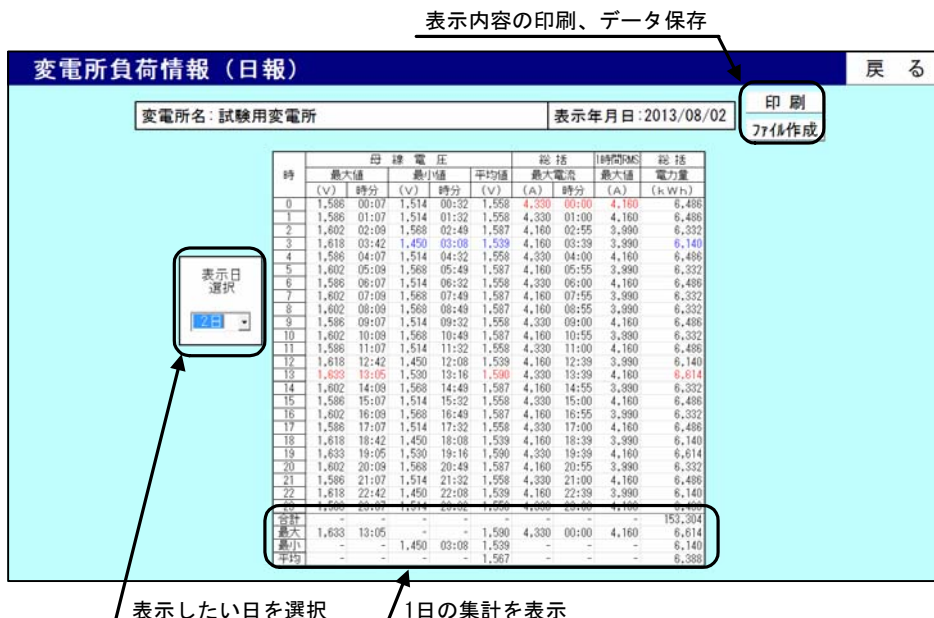 表示内容の印刷、データ保存
変電所負荷情報（日報）
戻 る
変電所名：試験用変電所
表示年月日：2013/08/02
印 刷
ファイル作成
母 線 電 圧 総 括 1時間RMS 総 括
時 最大値 最小値 平均値 最大電流 最大値 電力量
(V) 時分 (V) 時分 (V) (A) 時分 (A) (kWh)
0 1,586 00:07 1,514 00:32 1,558 4,330 00:00 4,160 6,486
1 1,586 01:07 1,514 01:32 1,558 4,330 01:00 4,160 6,486
2 1,602 02:09 1,568 02:49 1,587 4,160 02:55 3,990 6,332
3 1,618 03:42 1,450 03:08 1,539 4,160 03:39 3,990 6,140
4 1,586 04:07 1,514 04:32 1,558 4,330 04:00 4,160 6,486
5 1,602 05:09 1,568 05:49 1,587 4,160 05:55 3,990 6,332
6 1,586 06:07 1,514 06:32 1,558 4,330 06:00 4,160 6,486
7 1,602 07:09 1,568 07:49 1,587 4,160 07:55 3,990 6,332
8 1,602 08:09 1,568 08:49 1,587 4,160 08:55 3,990 6,332
9 1,586 09:07 1,514 09:32 1,558 4,330 09:00 4,160 6,486
10 1,602 10:09 1,568 10:49 1,587 4,160 10:55 3,990 6,332
11 1,586 11:07 1,514 11:32 1,558 4,330 11:00 4,160 6,486
12 1,618 12:42 1,450 12:08 1,539 4,160 12:39 3,990 6,140
13 1,633 13:05 1,530 13:16 1,590 4,330 13:39 4,160 6,614
14 1,602 14:09 1,568 14:49 1,587 4,160 14:55 3,990 6,332
15 1,586 15:07 1,514 15:32 1,558 4,330 15:00 4,160 6,486
16 1,602 16:09 1,568 16:49 1,587 4,160 16:55 3,990 6,332
17 1,586 17:07 1,514 17:32 1,558 4,330 17:00 4,160 6,486
18 1,618 18:42 1,450 18:08 1,539 4,160 18:39 3,990 6,140
19 1,633 19:05 1,530 19:16 1,590 4,330 19:39 4,160 6,614
20 1,602 20:09 1,568 20:49 1,587 4,160 20:55 3,990 6,332
21 1,586 21:07 1,514 21:32 1,558 4,330 21:00 4,160 6,486
22 1,618 22:42 1,450 22:08 1,539 4,160 22:39 3,990 6,140
合計 - - - - - - - - 153,304
最大 1,633 13:05 - - 1,590 4,330 00:00 4,160 6,614
最小 - - 1,450 03:08 1,539 - - - 6,140
平均 - - - - 1,567 - - - 6,388
表示日
選択
2日
表示したい日を選択
1日の集計を表示